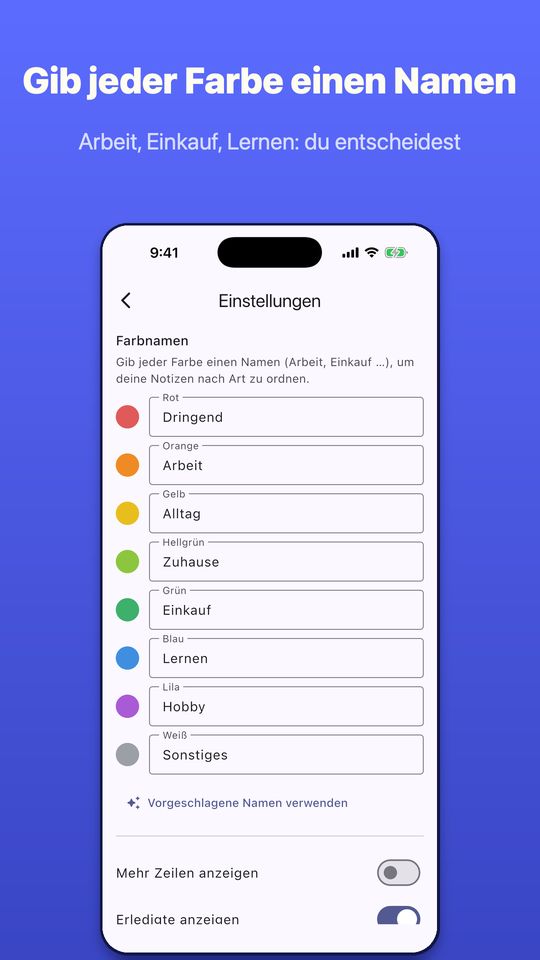 Gib jeder Farbe einen Namen
Arbeit, Einkauf, Lernen: du entscheidest
9:41
Einstellungen
Farbnamen
Gib jeder Farbe einen Namen (Arbeit, Einkauf ...), um
deine Notizen nach Art zu ordnen.
Rot
Dringend
Orange
Arbeit
Gelb
Alltag
Hellgrün
Zuhause
Grün
Einkauf
Blau
Lernen
Lila
Hobby
Weiß
Sonstiges
Vorgeschlagene Namen verwenden
Mehr Zeilen anzeigen
Erledigte anzeigen